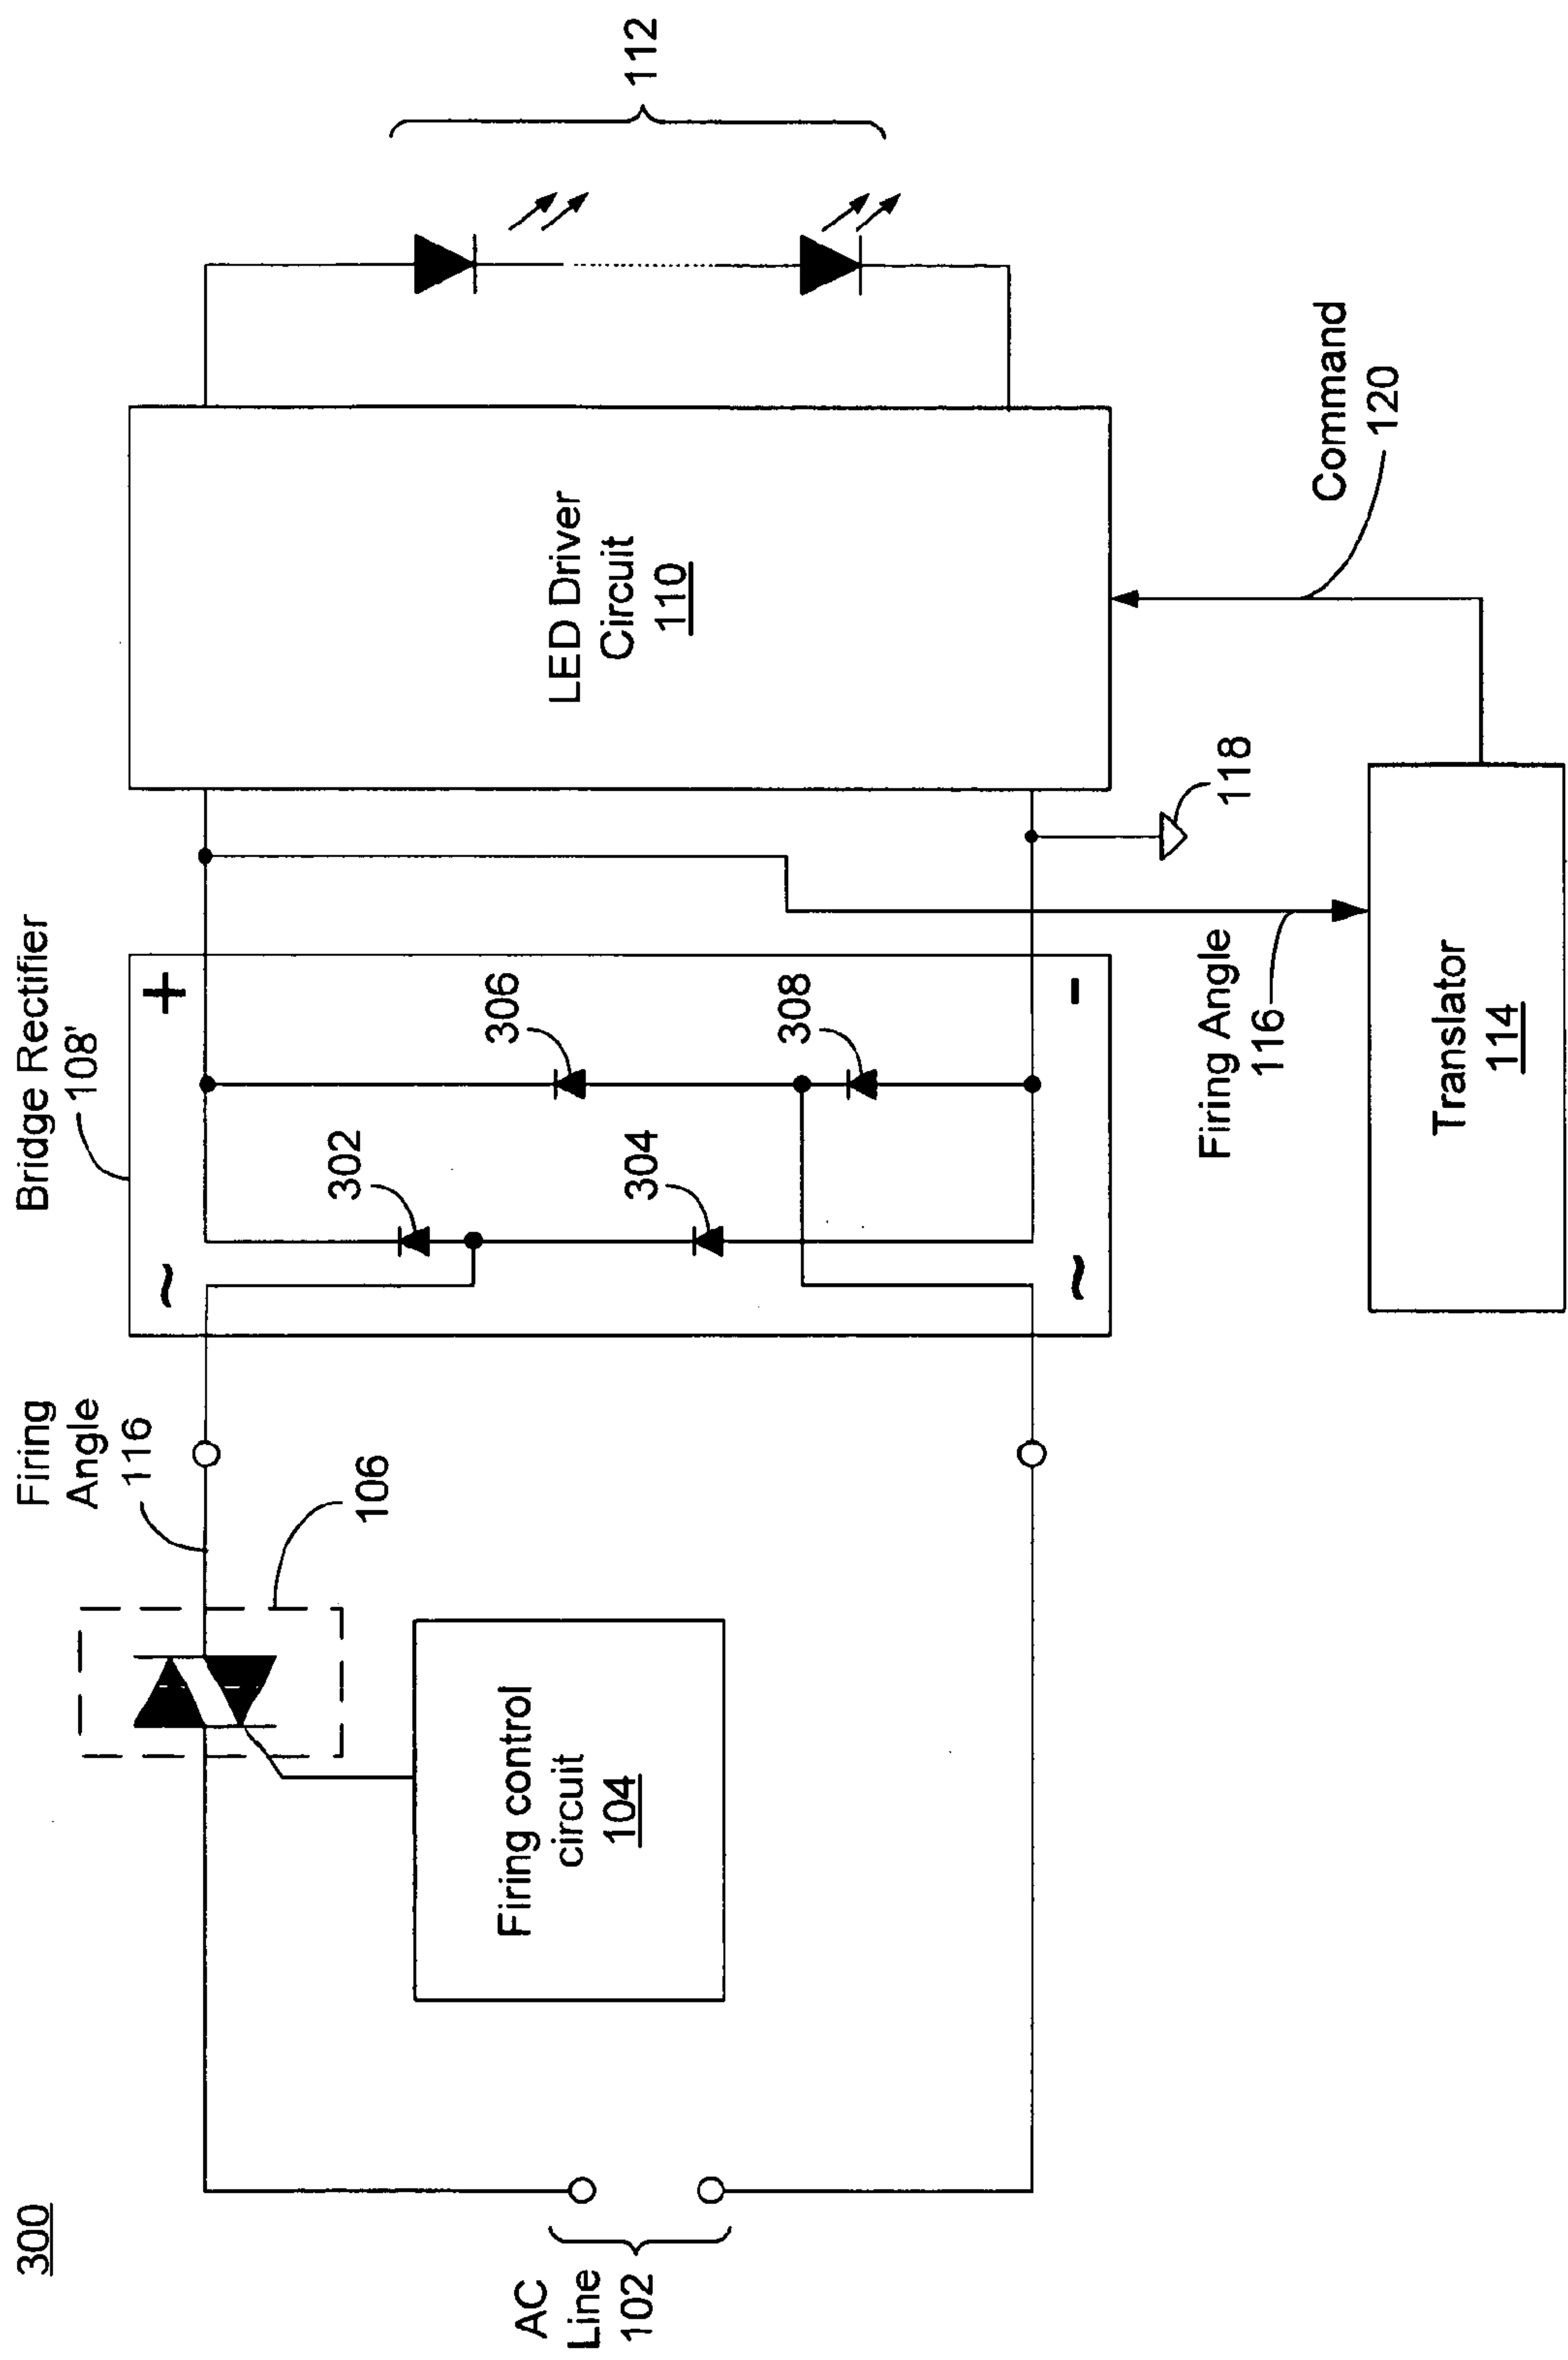 300
AC
Line
102
Firing control
circuit
104
106
Firing
Angle
116
Bridge Rectifier
108'
~
~
+
-
302
304
306
308
Firing Angle
116
118
Translator
114
LED Driver
Circuit
110
Command
120
112